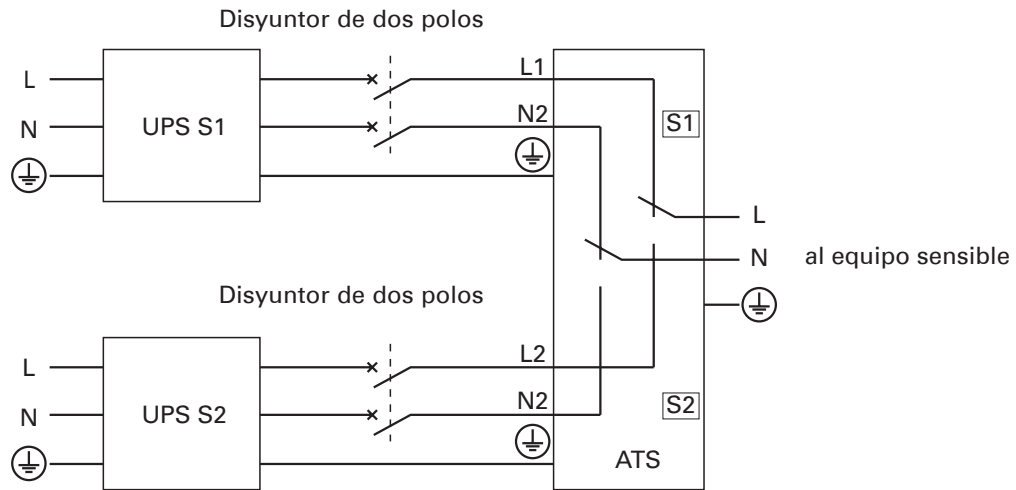 Disyuntor de dos polos
L
L1
N
UPS S1
N2
S1
L
N
al equipo sensible
Disyuntor de dos polos
L
L2
N
UPS S2
N2
S2
ATS